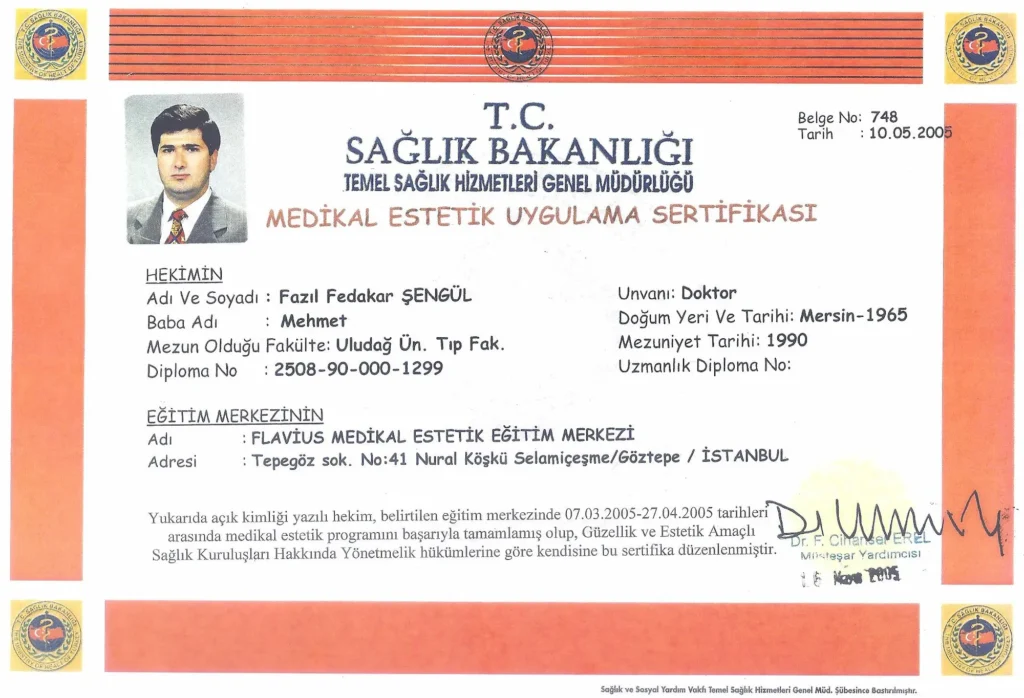 Belge No: 748
Tarih : 10.05.2005
T.C.
SAĞLIK BAKANLIĞI
TEMEL SAĞLIK HİZMETLERİ GENEL MÜDÜRLÜĞÜ
MEDİKAL ESTETİK UYGULAMA SERTİFİKASI
HEKİMİN
Adı Ve Soyadı : Fazıl Fedakar ŞENGÜL
Unvanı: Doktor
Baba Adı : Mehmet
Doğum Yeri Ve Tarihi: Mersin-1965
Mezun Olduğu Fakülte: Uludağ Ün. Tıp Fak.
Mezuniyet Tarihi: 1990
Diploma No : 2508-90-000-1299
Uzmanlık Diploma No:
EĞİTİM MERKEZİNİN
Adı : FLAVİUS MEDİKAL ESTETİK EĞİTİM MERKEZİ
Adresi : Tepegöz sok. No:41 Nural Köşkü Selamiçeşme/Göztepe / İSTANBUL
Yukarıda açık kimliği yazılı hekim, belirtilen eğitim merkezinde 07.03.2005-27.04.2005 tarihleri
arasında medikal estetik programını başarıyla tamamlamış olup, Güzellik ve Estetik Amaçlı
Sağlık Kuruluşları Hakkında Yönetmelik hükümlerine göre kendisine bu sertifika düzenlenmiştir.
Dr. F. Cihanser EREL
Müsteşar Yardımcısı
2005
Sağlık ve Sosyal Yardım Vakfı Temel Sağlık Hizmetleri Genel Müd. Şübesince Bastırılmıştır.